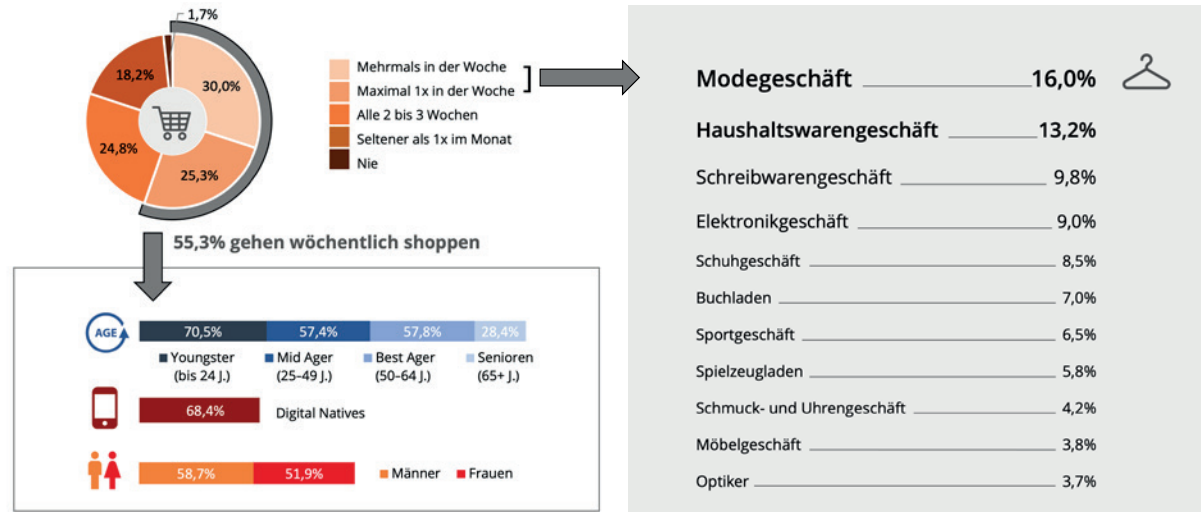 1,7%
18,2%
30,0%
24,8%
25,3%
Mehrmals in der Woche
Maximal 1x in der Woche
Alle 2 bis 3 Wochen
Seltener als 1x im Monat
Nie
55,3% gehen wöchentlich shoppen
AGE
70,5% 57,4% 57,8% 28,4%
Youngster Mid Ager Best Ager Senioren
(bis 24 J.) (25–49 J.) (50–64 J.) (65+ J.)
68,4% Digital Natives
58,7% 51,9% Männer Frauen
Modegeschäft 16,0%
Haushaltswarengeschäft 13,2%
Schreibwarengeschäft 9,8%
Elektronikgeschäft 9,0%
Schuhgeschäft 8,5%
Buchladen 7,0%
Sportgeschäft 6,5%
Spielzeugladen 5,8%
Schmuck- und Uhrengeschäft 4,2%
Möbelgeschäft 3,8%
Optiker 3,7%